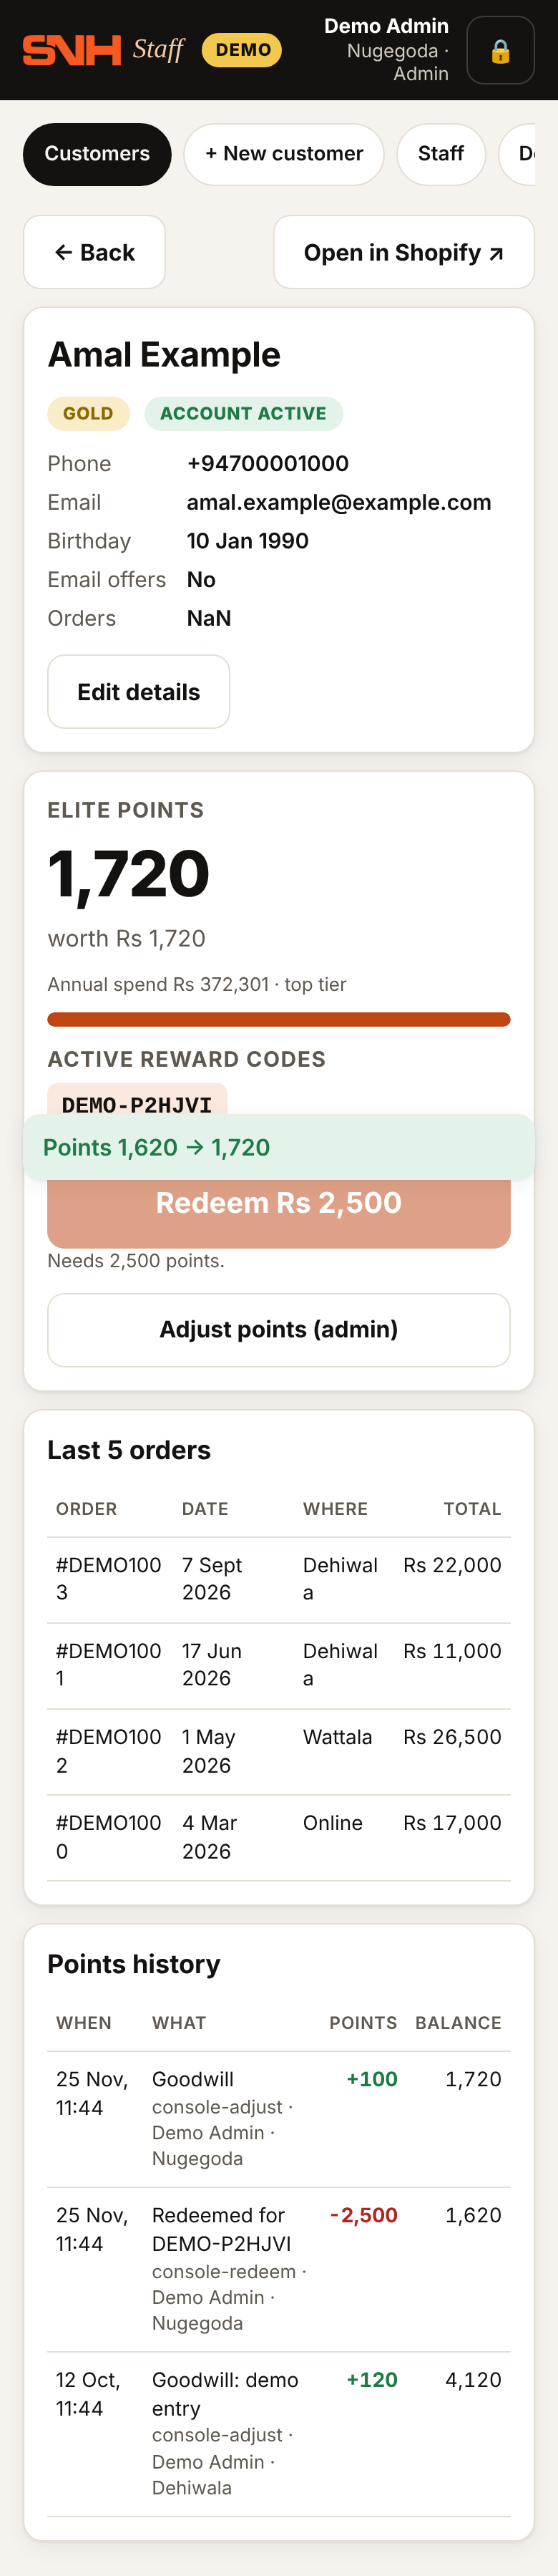 SNH Staff DEMO
Demo Admin
Nugegoda ·
Admin
Customers
+ New customer
Staff
← Back
Open in Shopify ↗
Amal Example
GOLD
ACCOUNT ACTIVE
Phone +94700001000
Email amal.example@example.com
Birthday 10 Jan 1990
Email offers No
Orders NaN
Edit details
ELITE POINTS
1,720
worth Rs 1,720
Annual spend Rs 372,301 · top tier
ACTIVE REWARD CODES
DEMO-P2HJVI
Points 1,620 → 1,720
Redeem Rs 2,500
Needs 2,500 points.
Adjust points (admin)
Last 5 orders
ORDER DATE WHERE TOTAL
#DEMO100 7 Sept Dehiwal Rs 22,000
3 2026 a
#DEMO100 17 Jun Dehiwal Rs 11,000
1 2026 a
#DEMO100 1 May Wattala Rs 26,500
2 2026
#DEMO100 4 Mar Online Rs 17,000
0 2026
Points history
WHEN WHAT POINTS BALANCE
25 Nov, Goodwill +100 1,720
11:44 console-adjust ·
Demo Admin ·
Nugegoda
25 Nov, Redeemed for -2,500 1,620
11:44 DEMO-P2HJVI
console-redeem ·
Demo Admin ·
Nugegoda
12 Oct, Goodwill: demo +120 4,120
11:44 entry
console-adjust ·
Demo Admin ·
Dehiwala